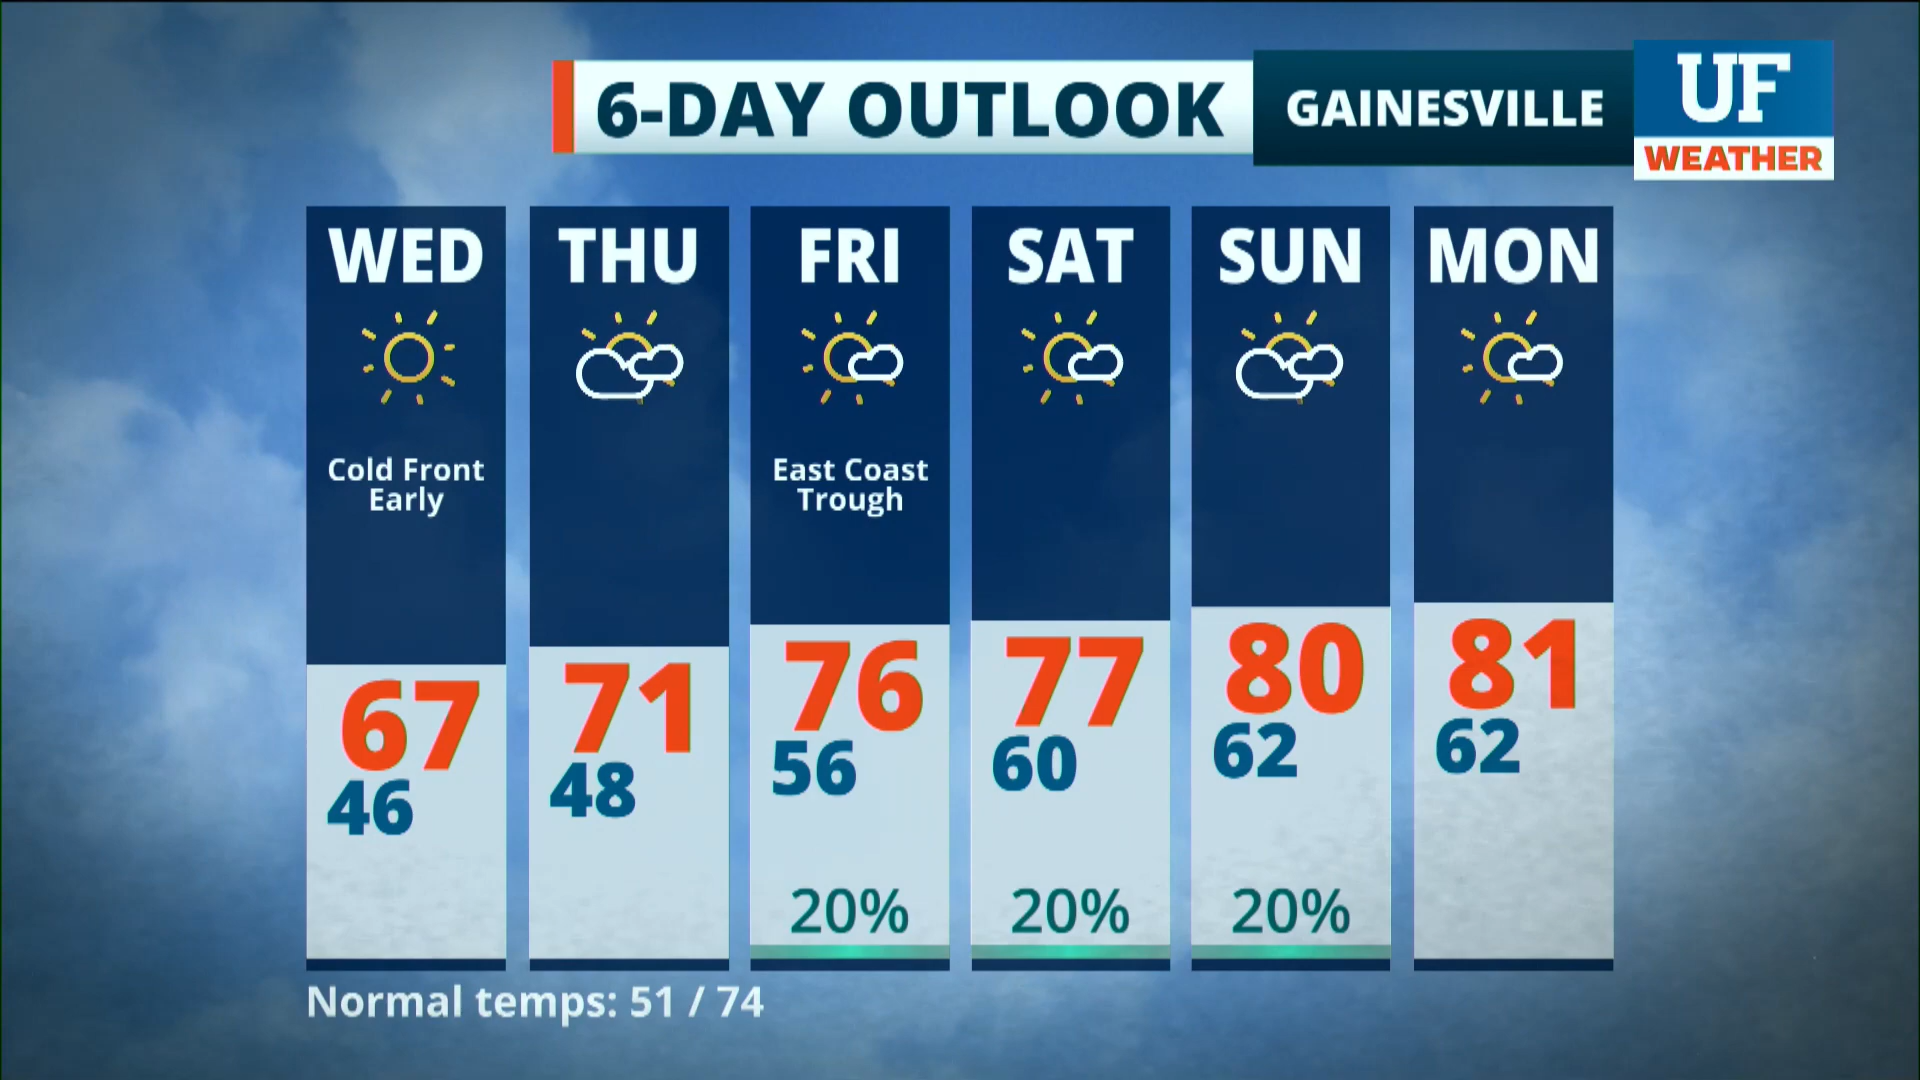 6-DAY OUTLOOK
GAINESVILLE
UF
WEATHER
WED
Cold Front
Early
67
46
THU
71
48
FRI
East Coast
Trough
76
56
20%
SAT
77
60
20%
SUN
80
62
20%
MON
81
62
Normal temps: 51 / 74